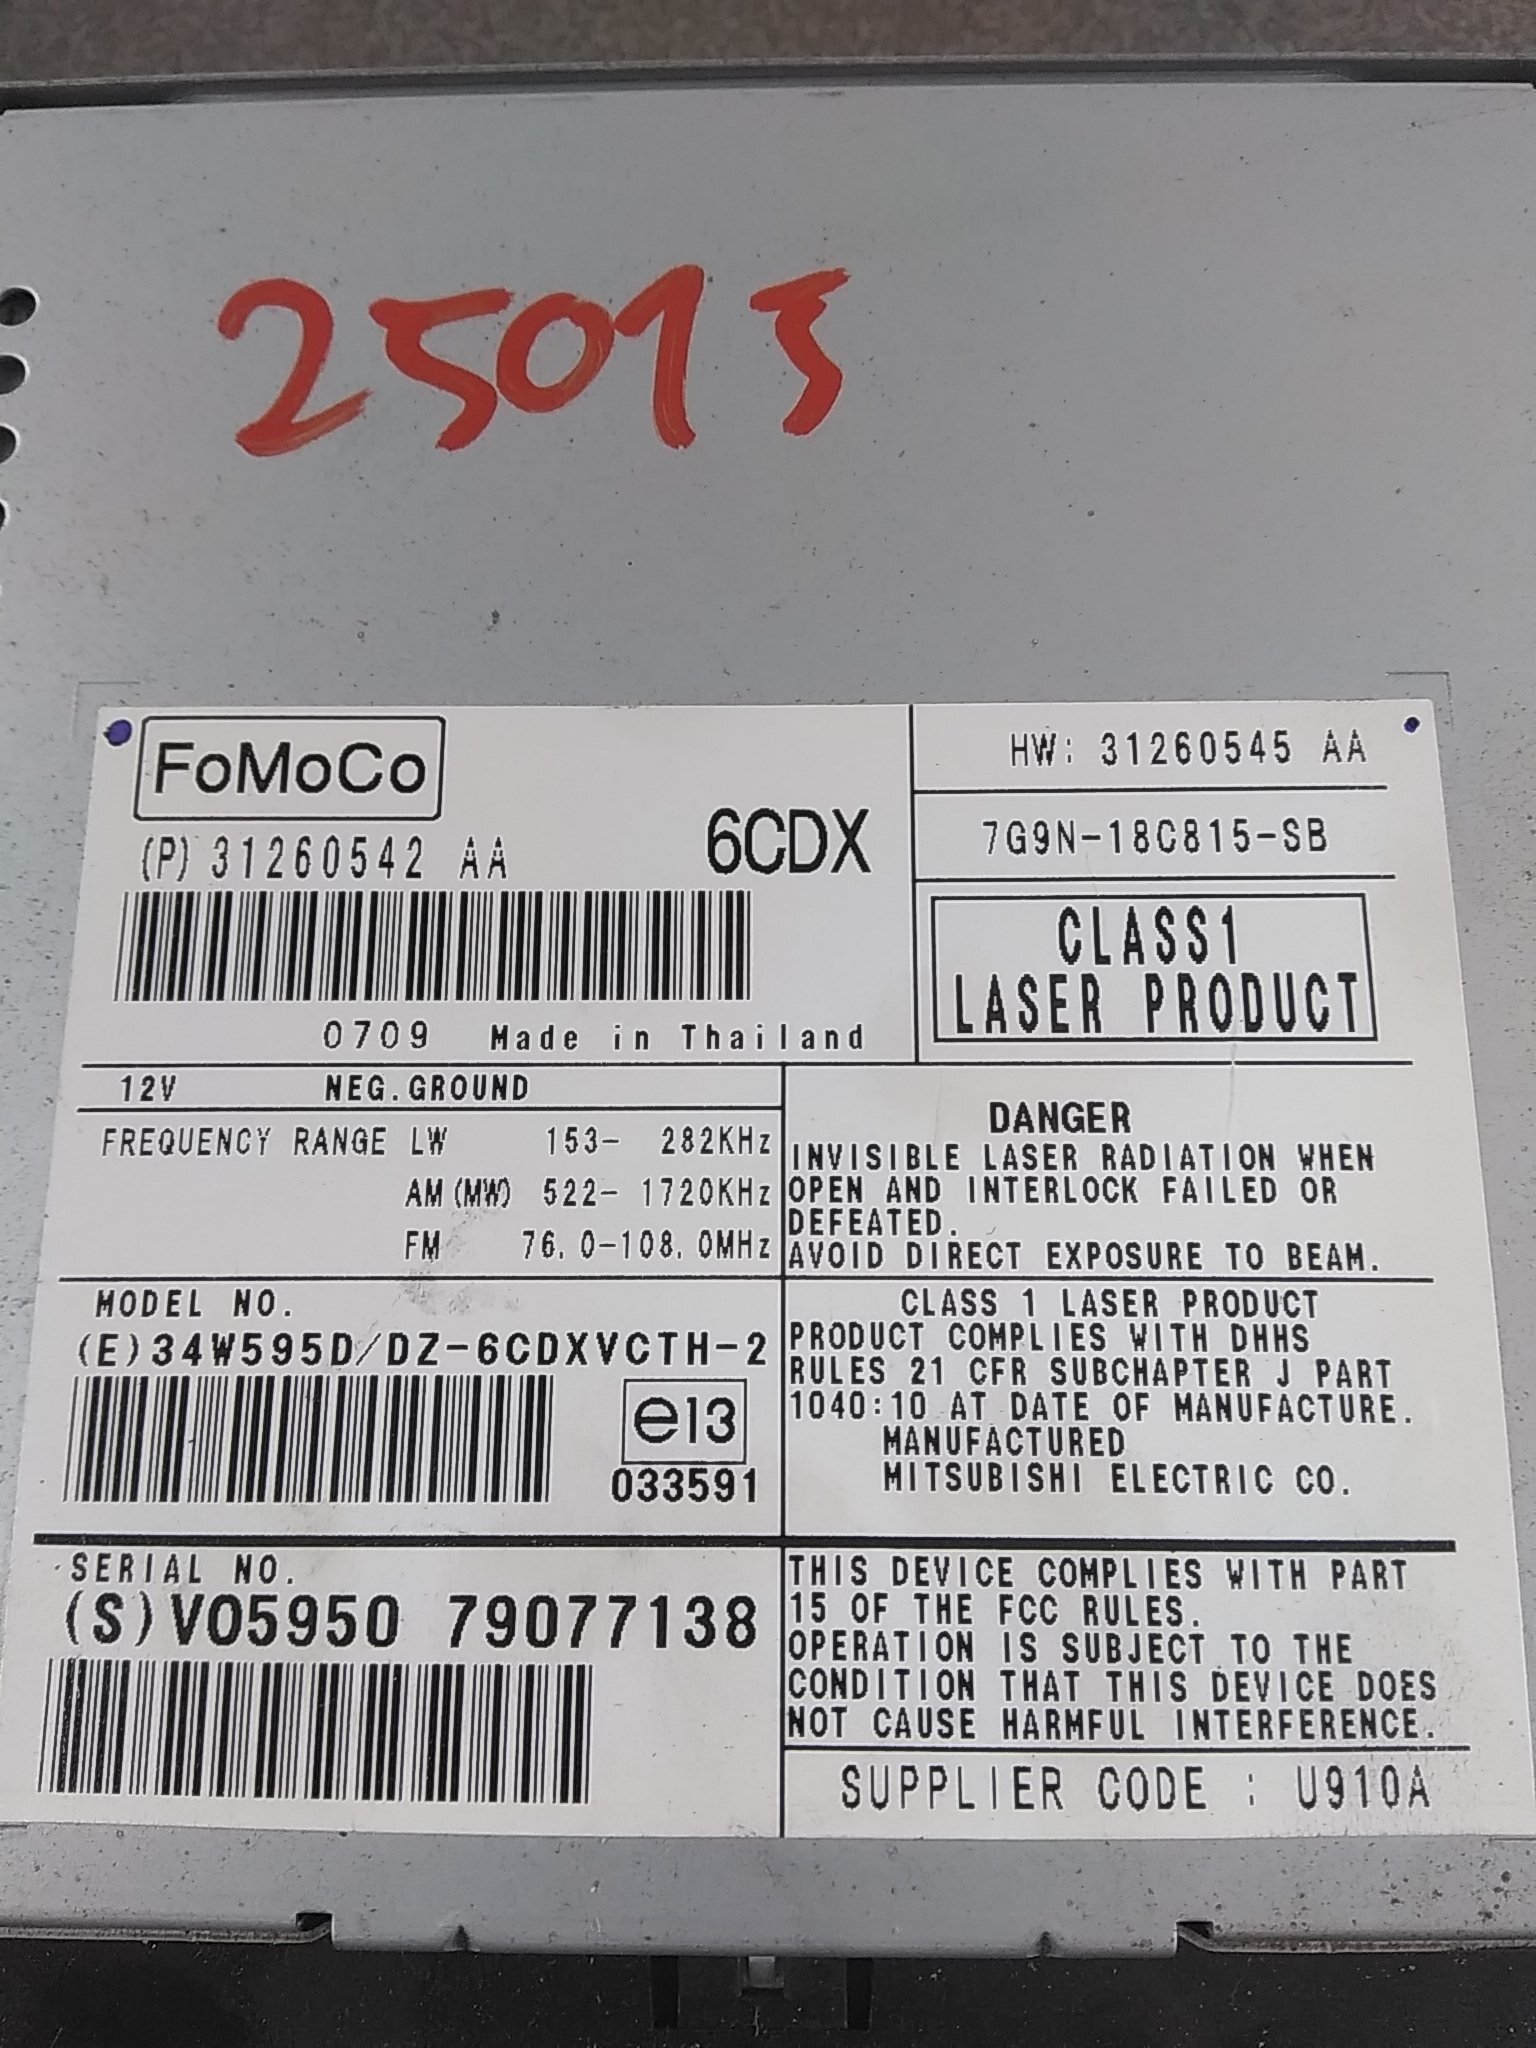 25013
FoMoCo
(P) 31260542 AA
6CDX
0709 Made in Thailand
HW: 31260545 AA
7G9N-18C815-SB
CLASS1
LASER PRODUCT
12V NEG.GROUND
FREQUENCY RANGE LW 153- 282KHz
AM (MW) 522- 1720KHz
FM 76.0-108.0MHz
DANGER
INVISIBLE LASER RADIATION WHEN
OPEN AND INTERLOCK FAILED OR
DEFEATED.
AVOID DIRECT EXPOSURE TO BEAM.
MODEL NO.
(E)34W595D/DZ-6CDXVCTH-2
e13
033591
CLASS 1 LASER PRODUCT
PRODUCT COMPLIES WITH DHHS
RULES 21 CFR SUBCHAPTER J PART
1040:10 AT DATE OF MANUFACTURE.
MANUFACTURED
MITSUBISHI ELECTRIC CO.
SERIAL NO.
(S)VO5950 79077138
THIS DEVICE COMPLIES WITH PART
15 OF THE FCC RULES.
OPERATION IS SUBJECT TO THE
CONDITION THAT THIS DEVICE DOES
NOT CAUSE HARMFUL INTERFERENCE.
SUPPLIER CODE : U910A